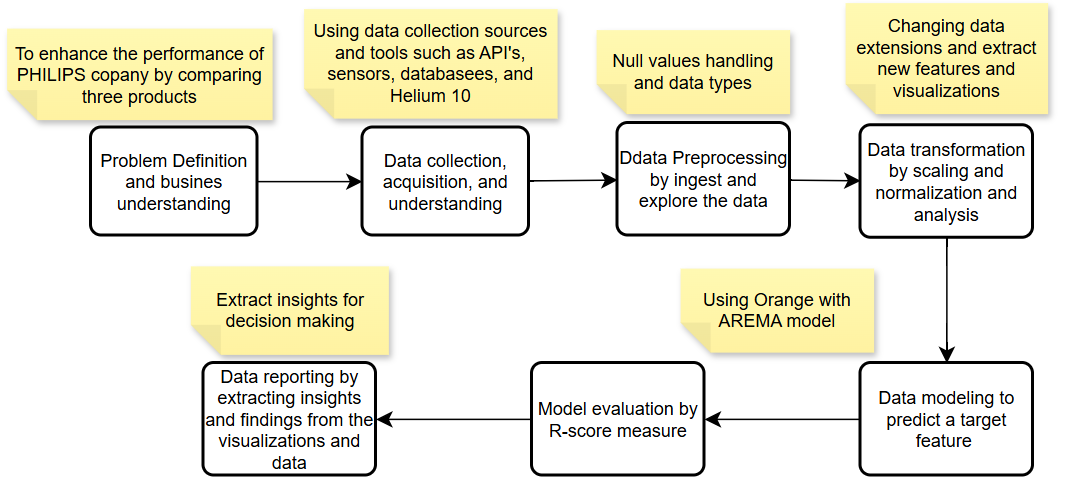 To enhance the performance of
PHILIPS copany by comparing
three products
Using data collection sources
and tools such as API's,
sensors, databasees, and
Helium 10
Null values handling
and data types
Changing data
extensions and extract
new features and
visualizations
Problem Definition
and busines
understanding
Data collection,
acquisition, and
understanding
Ddata Preprocessing
by ingest and
explore the data
Data transformation
by scaling and
normalization and
analysis
Using Orange with
AREMA model
Data modeling to
predict a target
feature
Model evaluation by
R-score measure
Extract insights for
decision making
Data reporting by
extracting insights
and findings from the
visualizations and
data